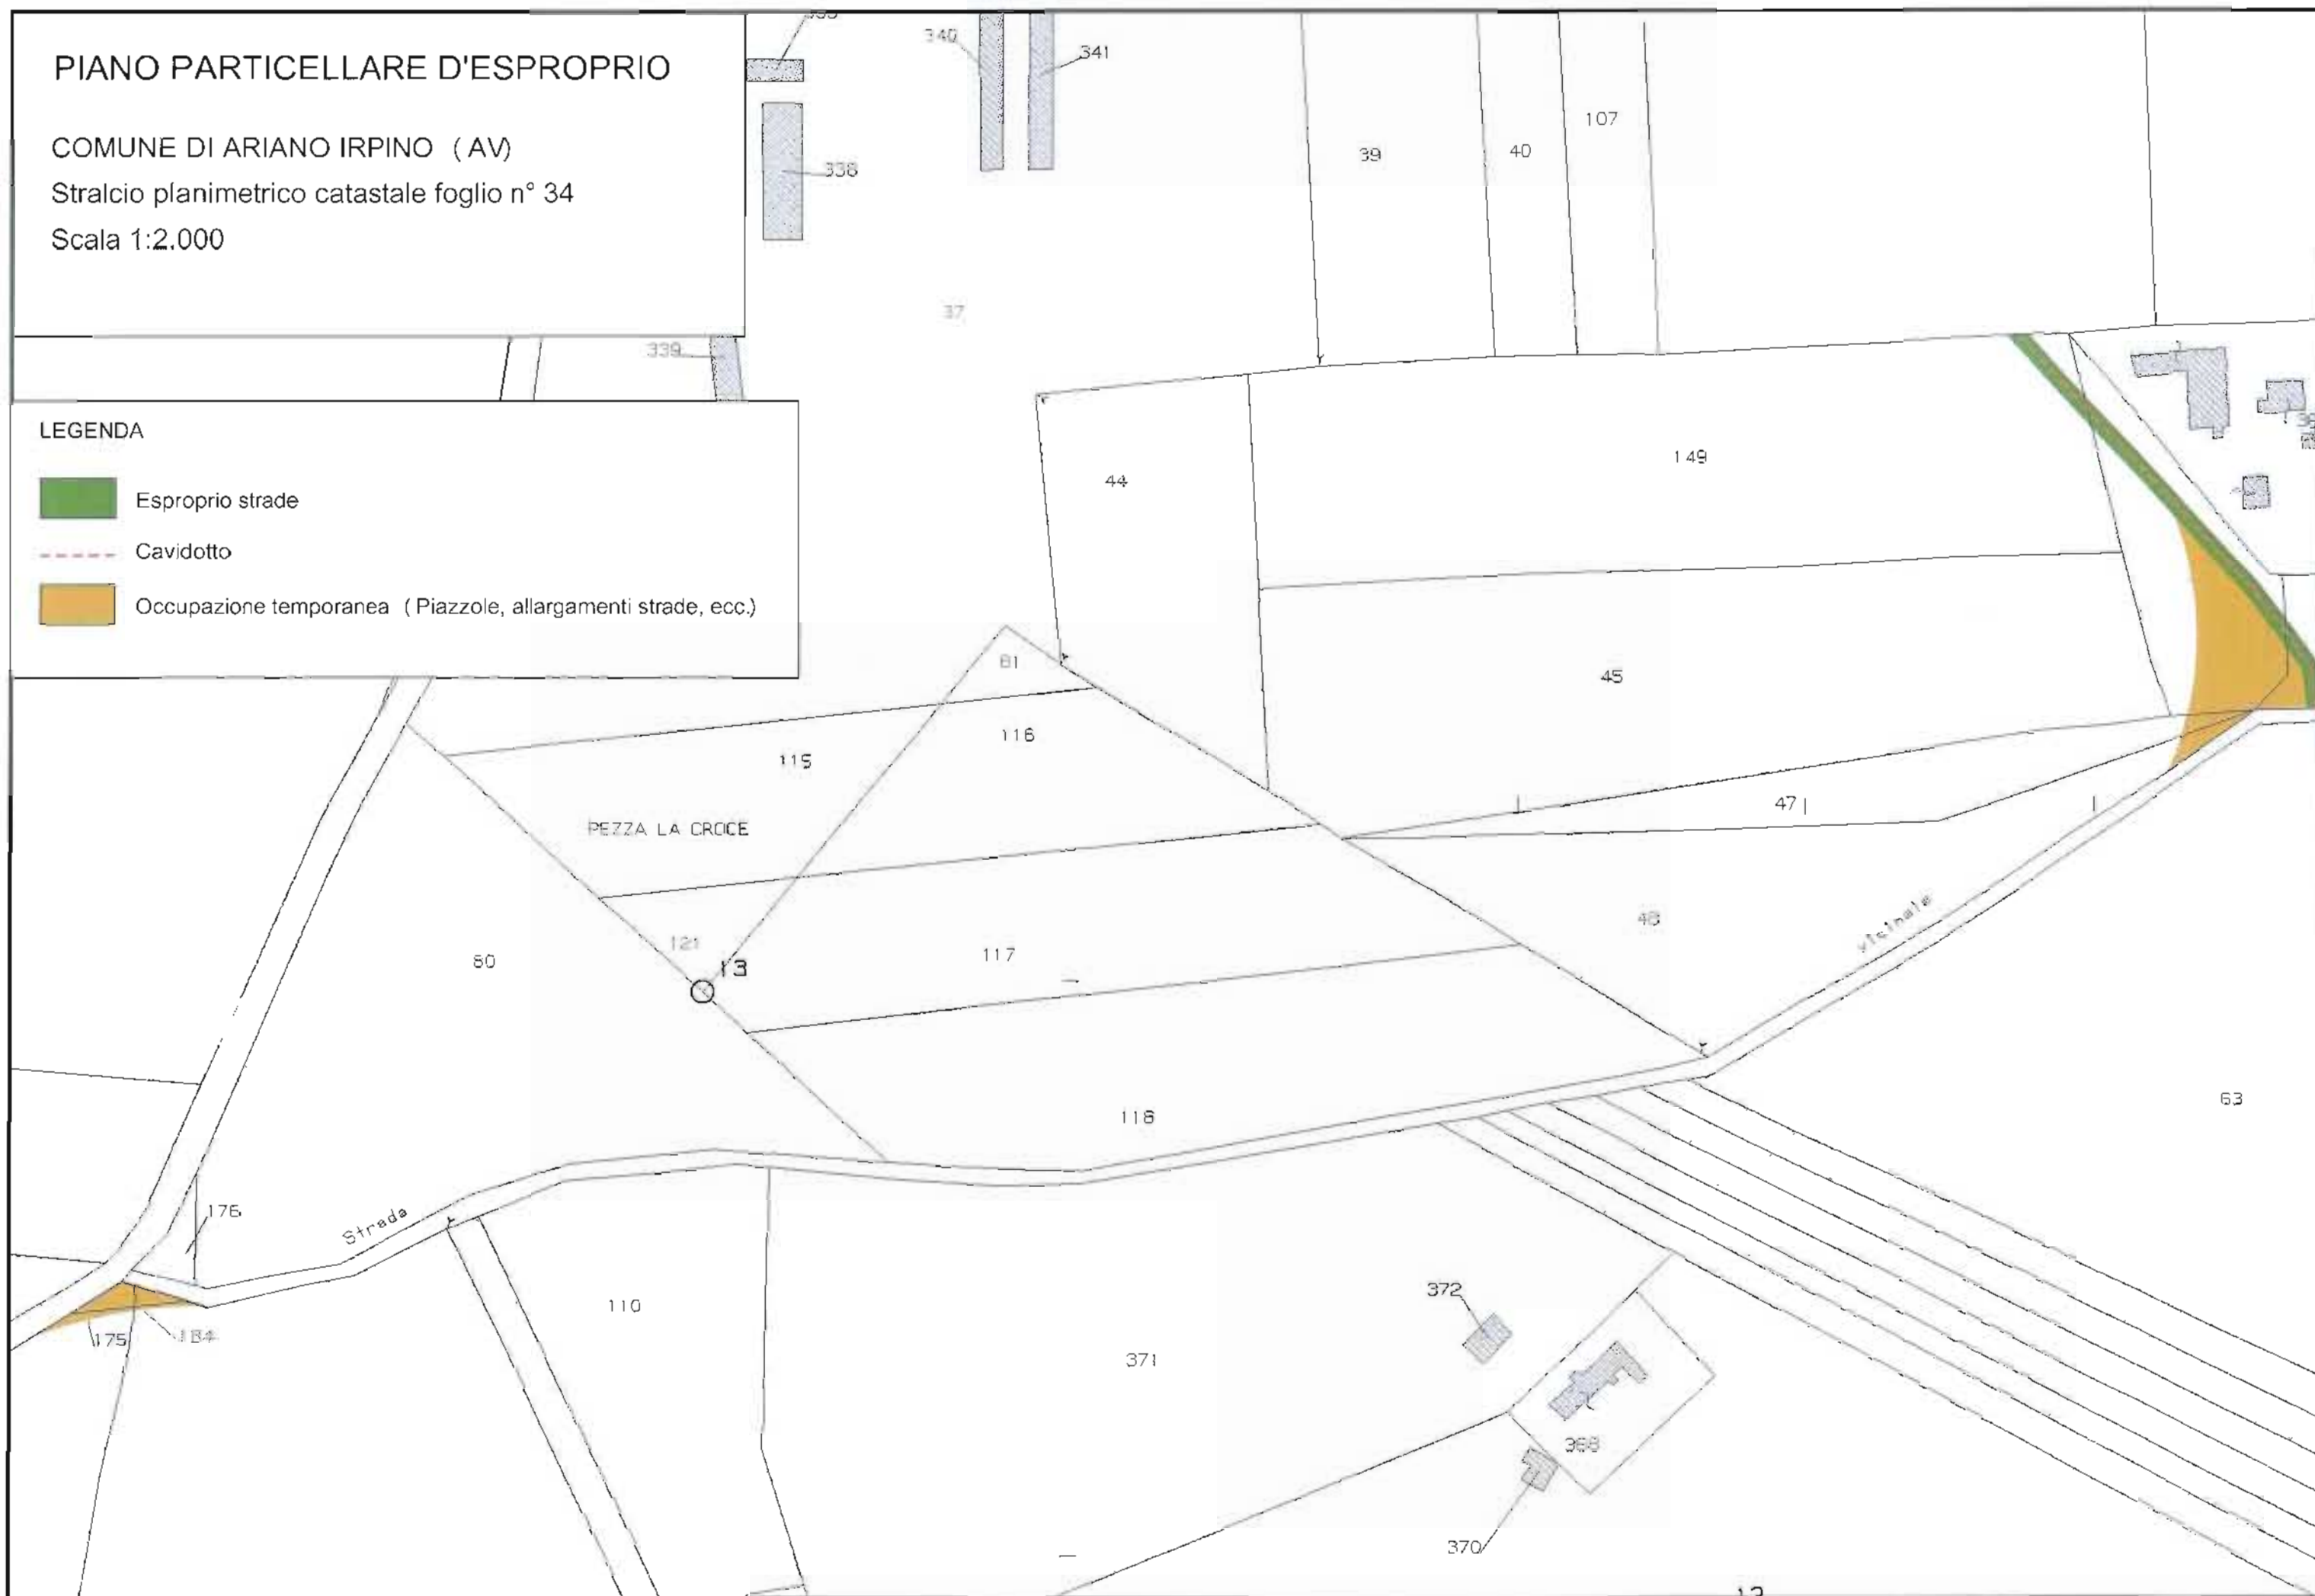 PIANO PARTICELLARE D'ESPROPRIO
COMUNE DI ARIANO IRPINO ( AV)
Stralcio planimetrico catastale foglio n° 34
Scala 1:2.000
340
341
338
39
40
107
37
339
LEGENDA
Esproprio strade
Cavidotto
Occupazione temporanea ( Piazzole, allargamenti strade, ecc.)
44
149
81
45
116
115
47
PEZZA LA CROCE
48
vicinale
121
13
117
80
118
63
176
Strada
110
175
184
372
371
368
370